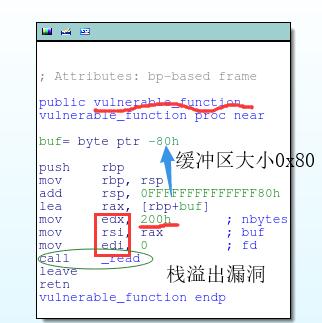 ; Attributes: bp-based frame
public vulnerable_function
vulnerable_function proc near
buf= byte ptr -80h
缓冲区大小0x80
push rbp
mov rbp, rsp
add rsp, 0FFFFFFFFFFFFFF80h
lea rax, [rbp+buf]
mov edx, 200h ; nbytes
mov rsi, rax ; buf
mov edi, 0 ; fd
call _read
leave
栈溢出漏洞
retn
vulnerable_function endp